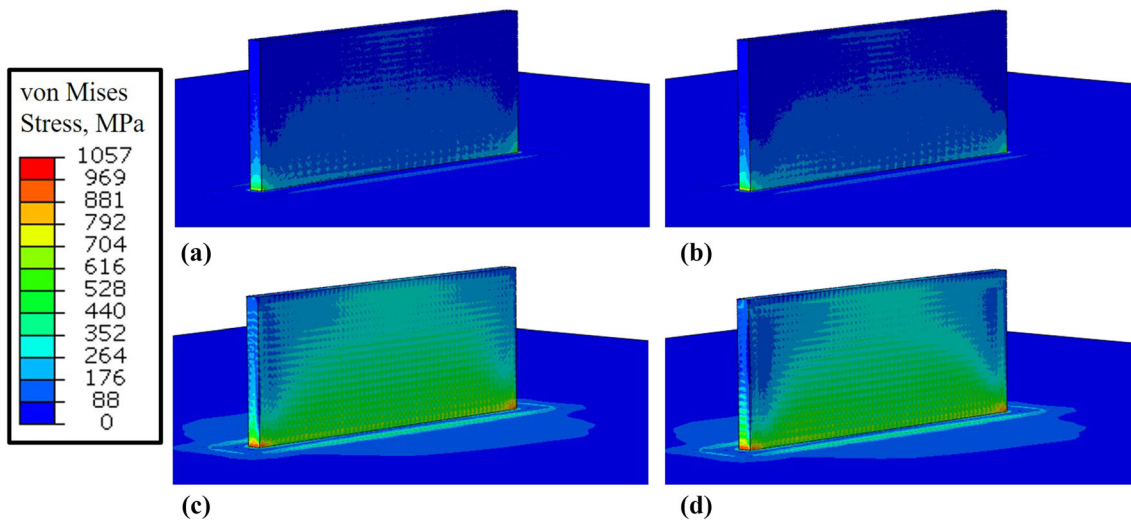 von Mises
Stress, MPa
1057
969
881
792
704
616
528
440
352
264
176
88
0
(a)
(b)
(c)
(d)